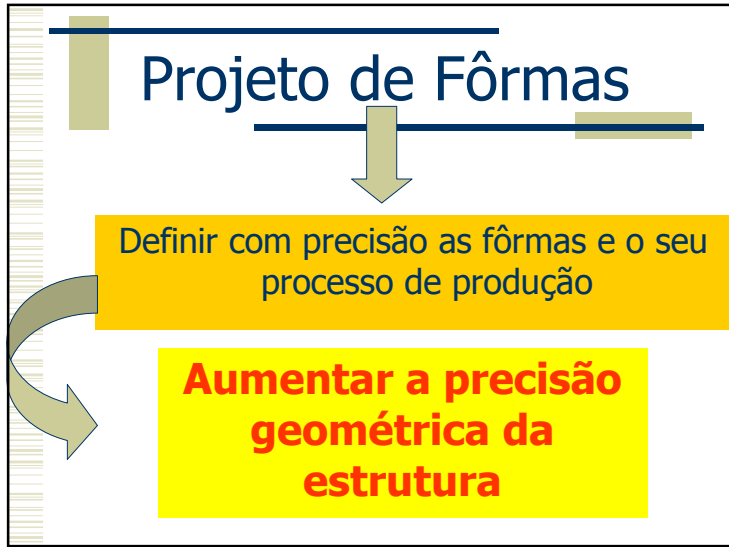 Projeto de Fôrmas
Definir com precisão as fôrmas e o seu
processo de produção
Aumentar a precisão
geométrica da
estrutura